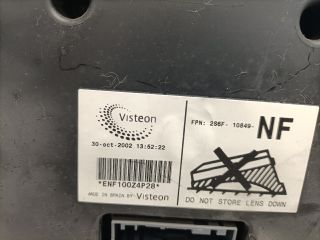 Visteon
FPN: 2S6F- 10849- NF
30-oct-2002 13:52:22
*ENF100Z4P28*
MADE IN SPAIN BY Visteon
DO NOT STORE LENS DOWN